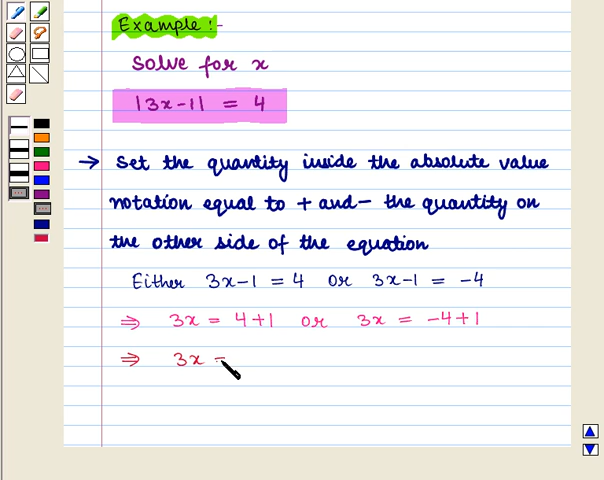 Example:-
Solve for x
|3x-1| = 4
→ Set the quantity inside the absolute value
notation equal to + and - the quantity on
the other side of the equation
Either 3x-1 = 4 or 3x-1 = -4
⇒ 3x = 4+1 or 3x = -4+1
⇒ 3x =